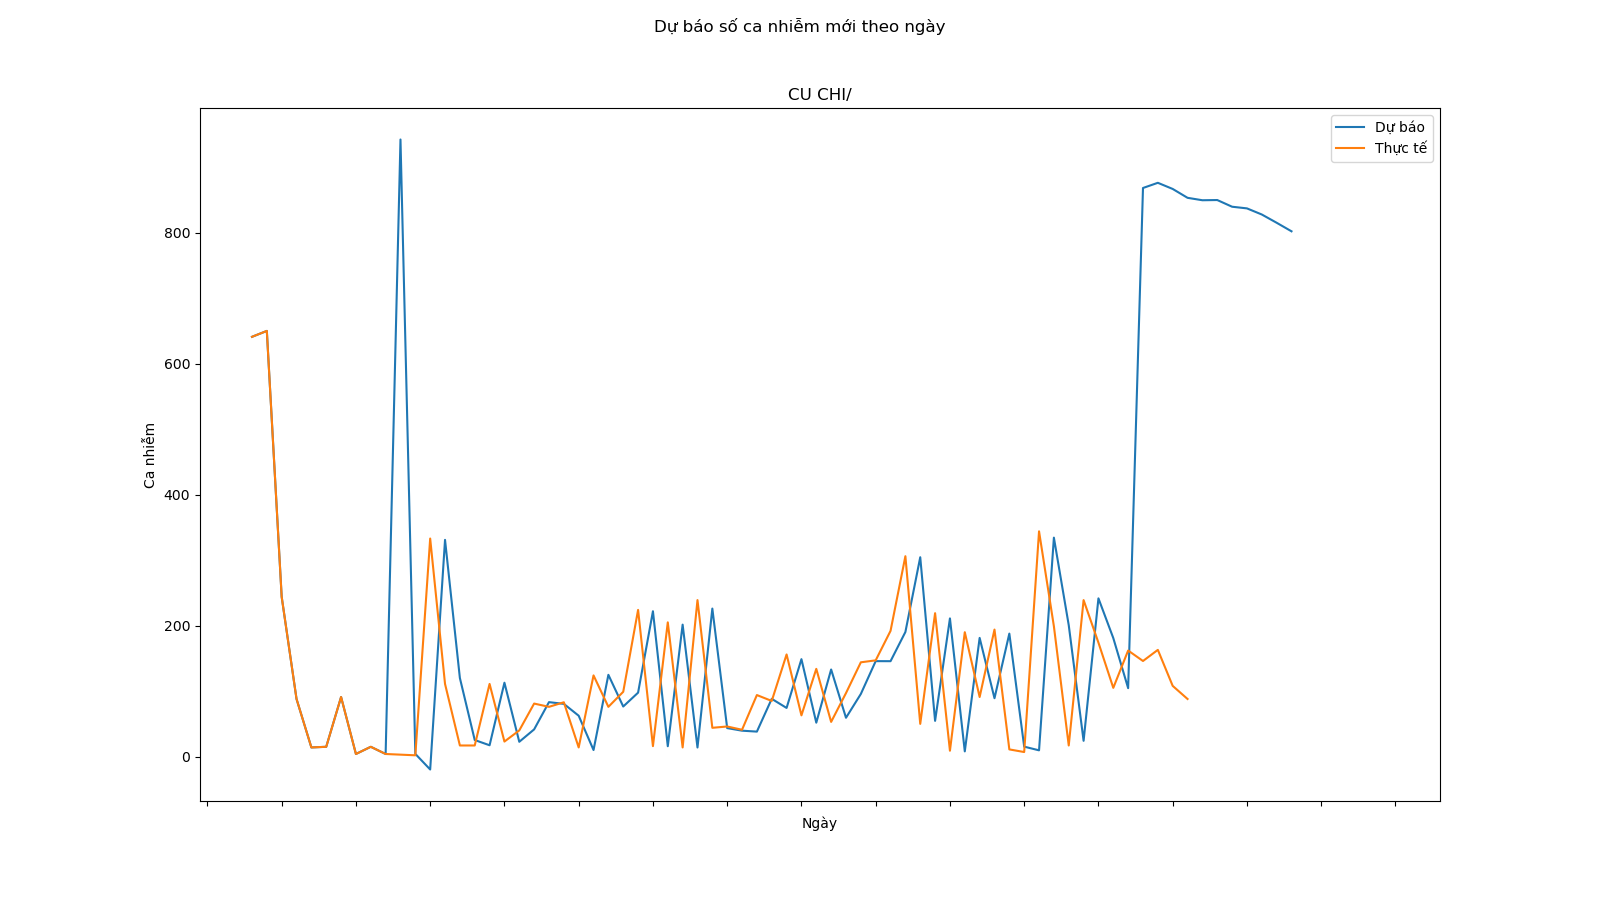 Dự báo số ca nhiễm mới theo ngày
CU CHI/
Dự báo
Thực tế
800
600
400
200
0
Ca nhiễm
Ngày